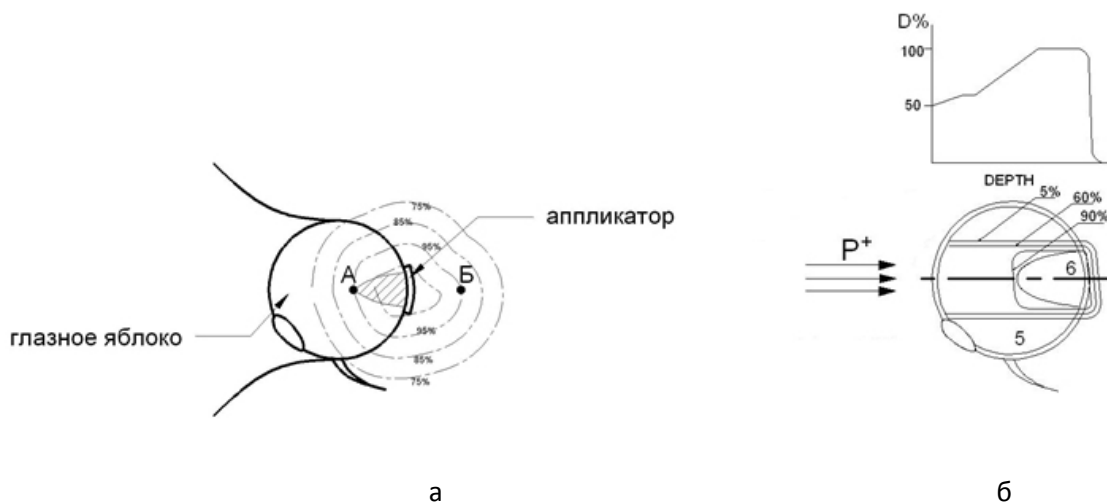 75%
85%
95%
аппликатор
А
Б
глазное яблоко
95%
85%
75%
а
D%
100
50
DEPTH
5%
60%
90%
P+
6
5
б